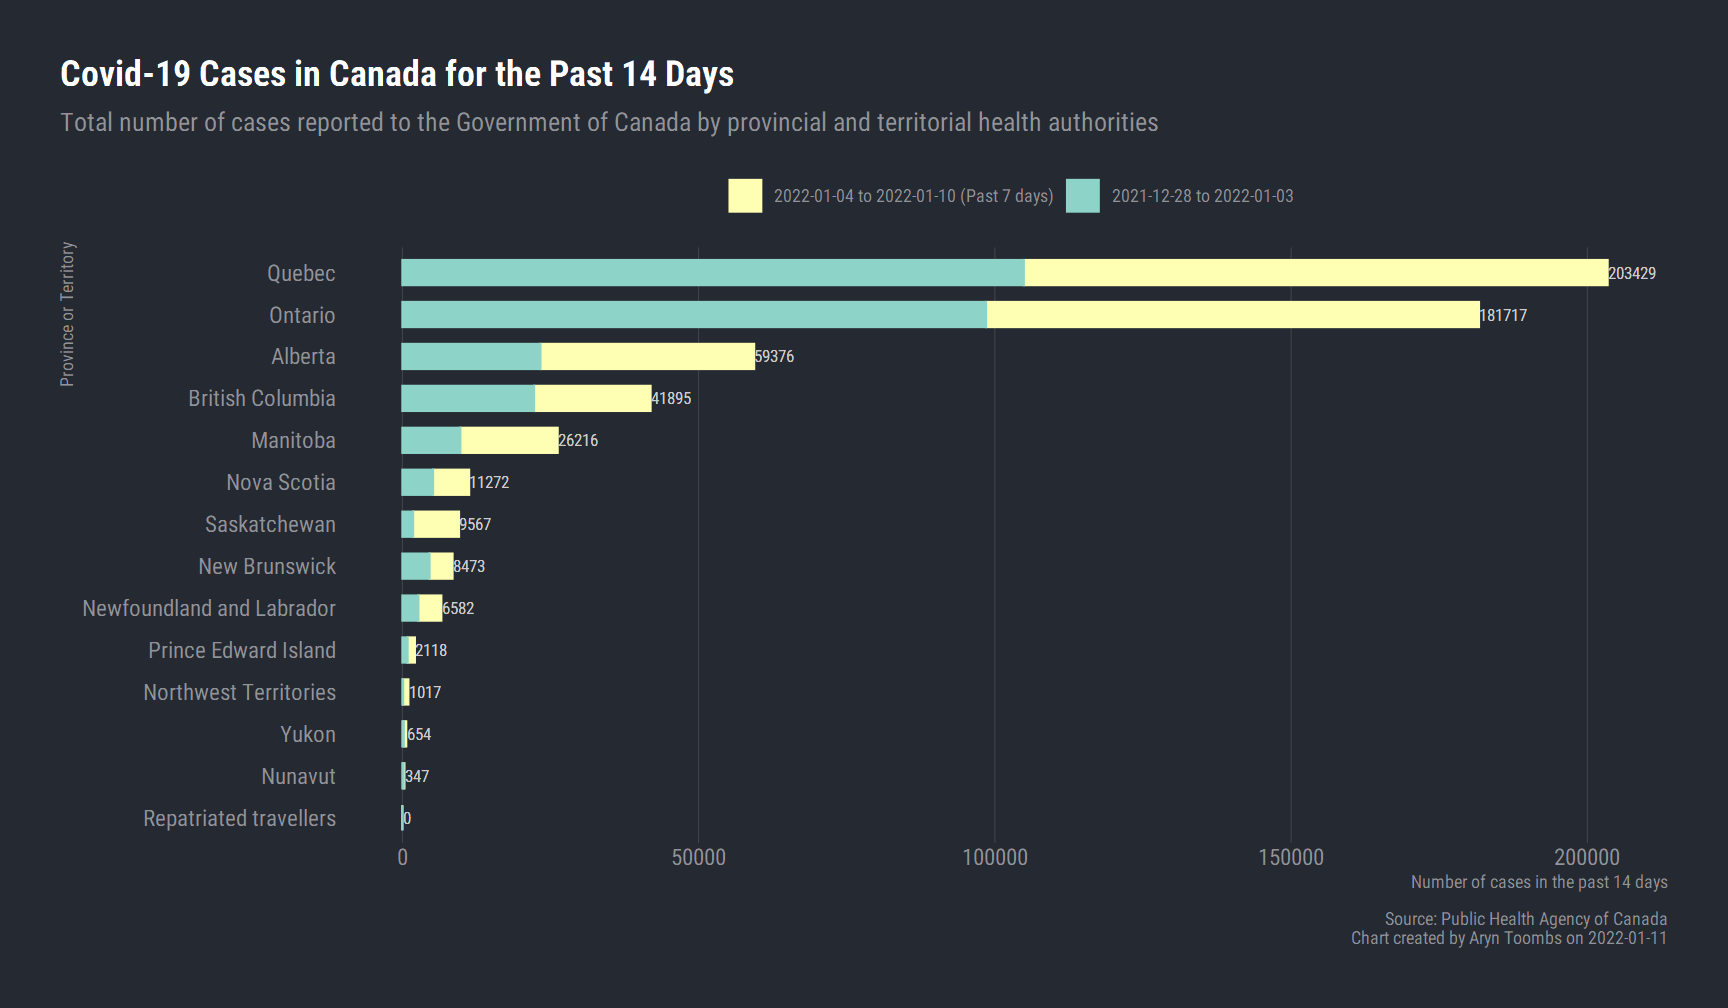 Covid-19 Cases in Canada for the Past 14 Days
Total number of cases reported to the Government of Canada by provincial and territorial health authorities
2022-01-04 to 2022-01-10 (Past 7 days)
2021-12-28 to 2022-01-03
Province or Territory
Quebec 203429
Ontario 181717
Alberta 59376
British Columbia 41895
Manitoba 26216
Nova Scotia 11272
Saskatchewan 9567
New Brunswick 8473
Newfoundland and Labrador 6582
Prince Edward Island 2118
Northwest Territories 1017
Yukon 654
Nunavut 347
Repatriated travellers 0
0 50000 100000 150000 200000
Number of cases in the past 14 days
Source: Public Health Agency of Canada
Chart created by Aryn Toombs on 2022-01-11